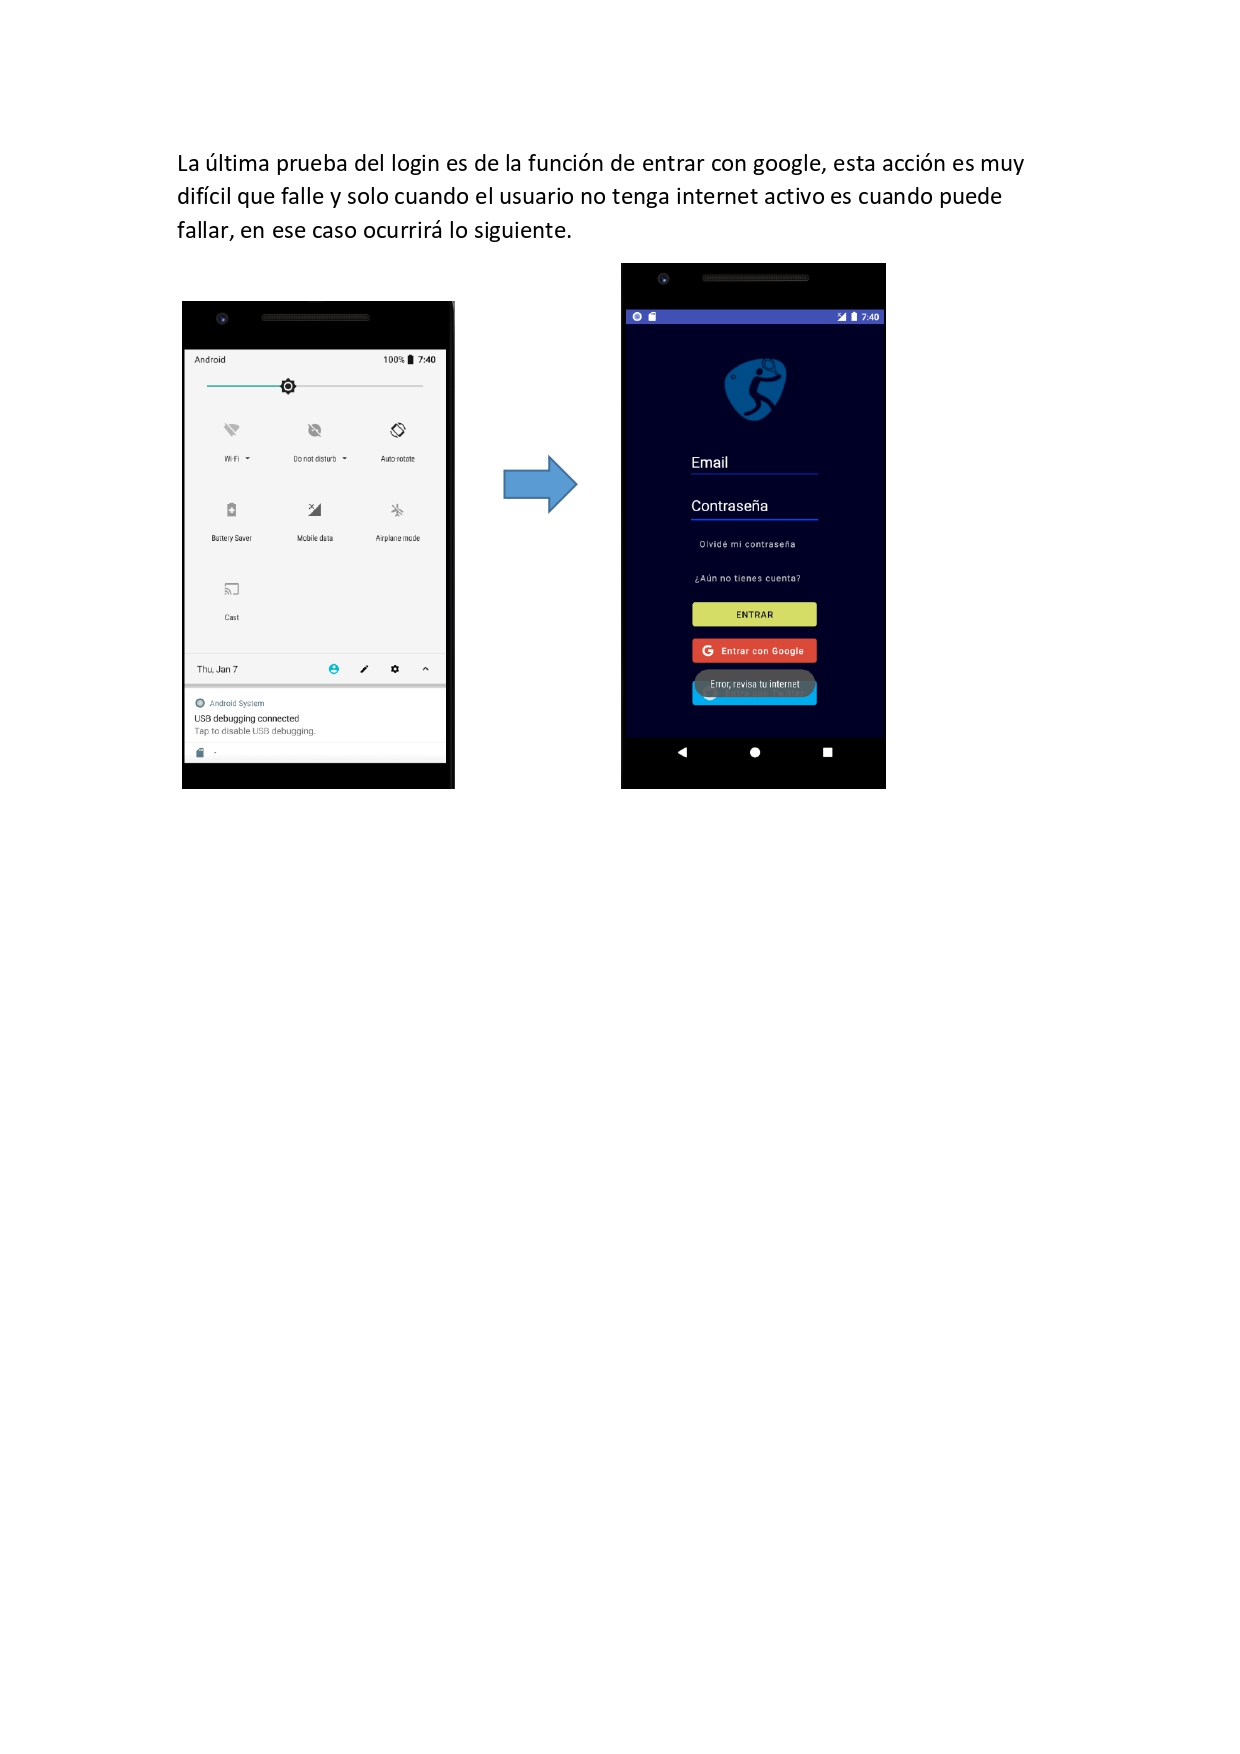 La última prueba del login es de la función de entrar con google, esta acción es muy
difícil que falle y solo cuando el usuario no tenga internet activo es cuando puede
fallar, en ese caso ocurrirá lo siguiente.
Android 100% 7:40
Wi-Fi Do not disturb Auto-rotate
Battery Saver Mobile data Airplane mode
Cast
Thu, Jan 7
Android System
USB debugging connected
Tap to disable USB debugging.
7:40
Email
Contraseña
Olvidé mi contraseña
¿Aún no tienes cuenta?
ENTRAR
G Entrar con Google
Error, revisa tu internet